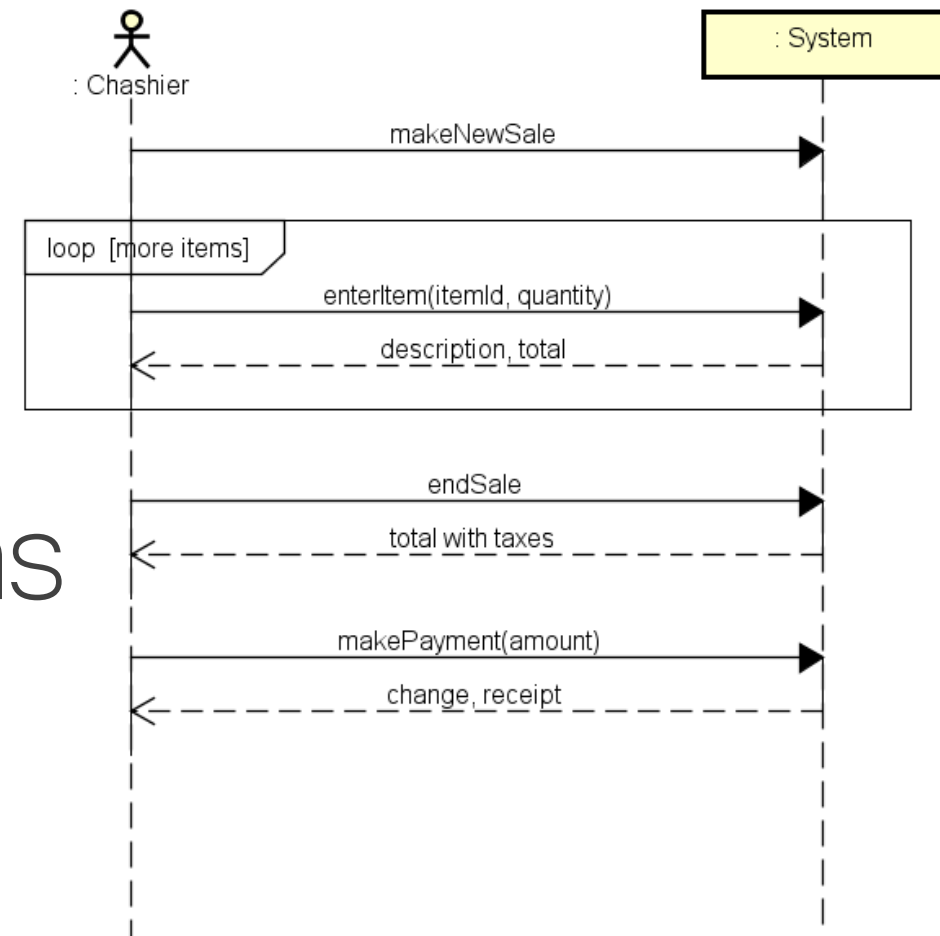 : Chashier
: System
makeNewSale
loop [more items]
enterItem(itemId, quantity)
description, total
endSale
total with taxes
makePayment(amount)
change, receipt